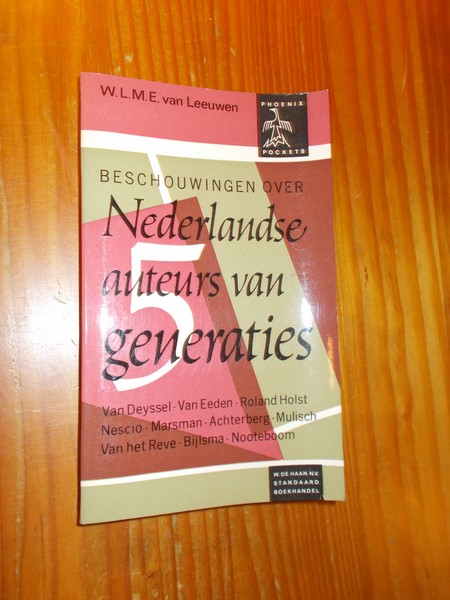 W.L.M.E. van Leeuwen
PHOENIX
POCKETS
BESCHOUWINGEN OVER
Nederlandse
auteurs van
5 generaties
Van Deyssel · Van Eeden · Roland Holst
Nescio · Marsman · Achterberg · Mulisch
Van het Reve · Bijlsma · Nooteboom
W. DE HAAN N.V.
STANDAARD
BOEKHANDEL